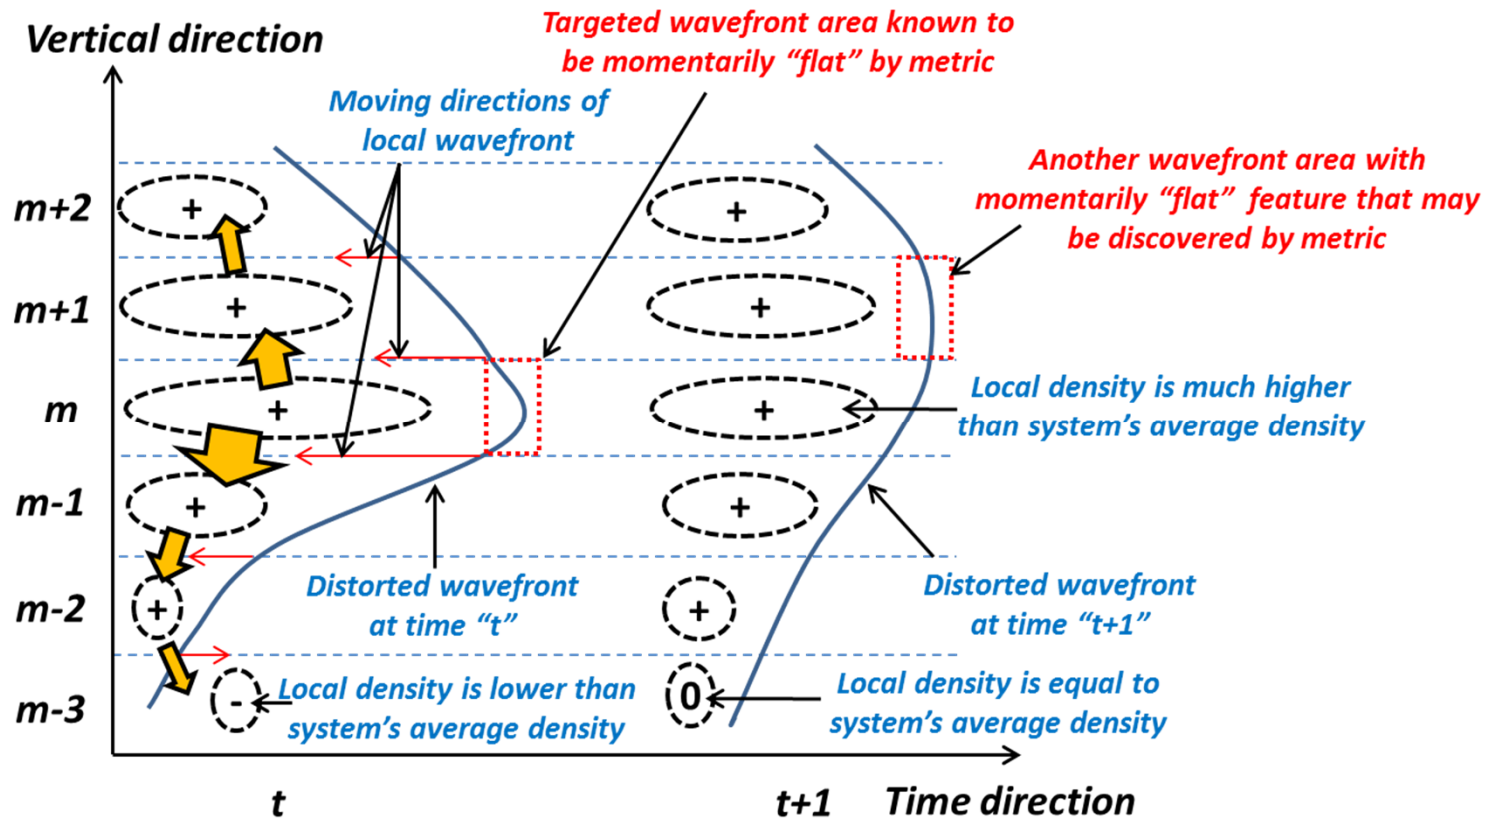 Vertical direction
Targeted wavefront area known to
be momentarily “flat” by metric
Moving directions of
local wavefront
Another wavefront area with
momentarily “flat” feature that may
be discovered by metric
m+2
+
+
m+1
+
+
m
+
+
Local density is much higher
than system’s average density
m-1
+
+
m-2
+
+
Distorted wavefront
at time “t”
Distorted wavefront
at time “t+1”
m-3
-
Local density is lower than
system’s average density
0
Local density is equal to
system’s average density
t
t+1
Time direction